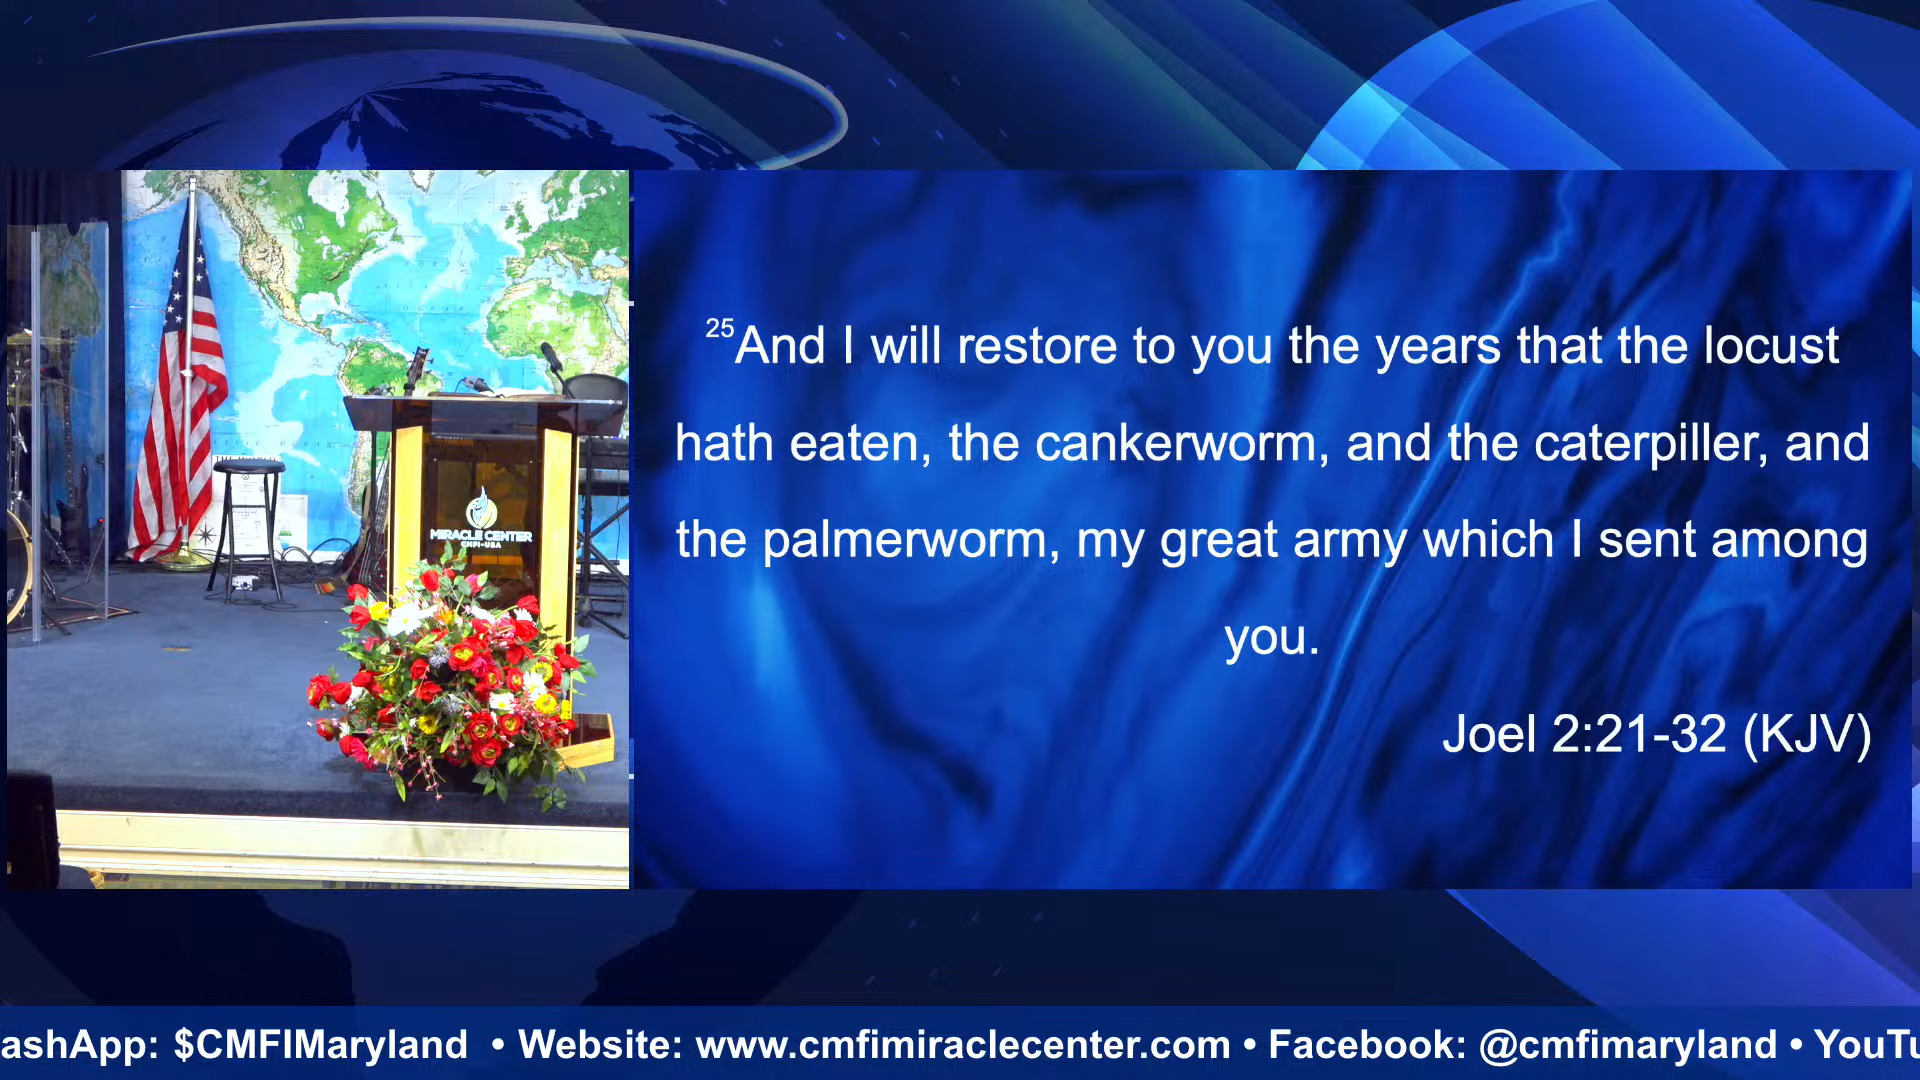 MIRACLE CENTER
CMFI-USA
25And I will restore to you the years that the locust
hath eaten, the cankerworm, and the caterpiller, and
the palmerworm, my great army which I sent among
you.
Joel 2:21-32 (KJV)
ashApp: $CMFIMaryland • Website: www.cmfimiraclecenter.com • Facebook: @cmfimaryland • YouTu